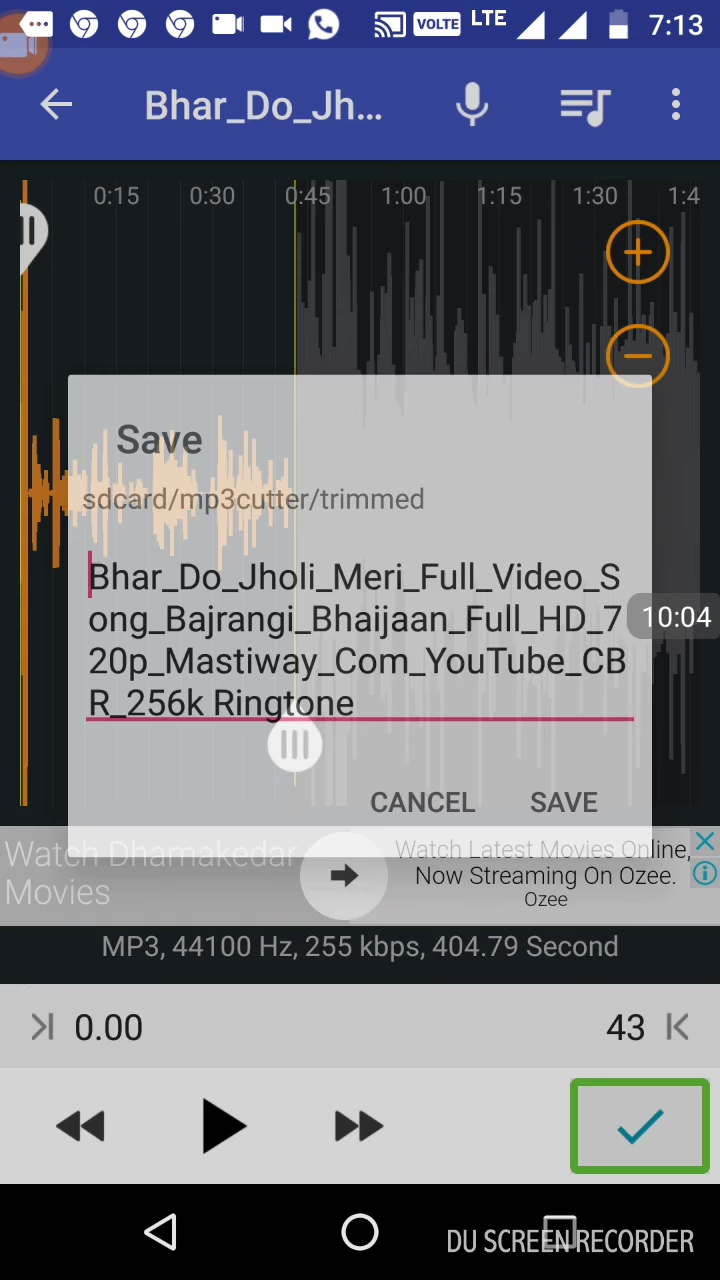 VOLTE LTE 7:13
Bhar_Do_Jh...
0:15 0:30 0:45 1:00 1:15 1:30 1:4
Save
sdcard/mp3cutter/trimmed
Bhar_Do_Jholi_Meri_Full_Video_S
ong_Bajrangi_Bhaijaan_Full_HD_7
20p_Mastiway_Com_YouTube_CB
R_256k Ringtone
10:04
CANCEL SAVE
Watch Dhamakedar
Movies
Watch Latest Movies Online,
Now Streaming On Ozee.
Ozee
MP3, 44100 Hz, 255 kbps, 404.79 Second
0.00 43
DU SCREEN RECORDER